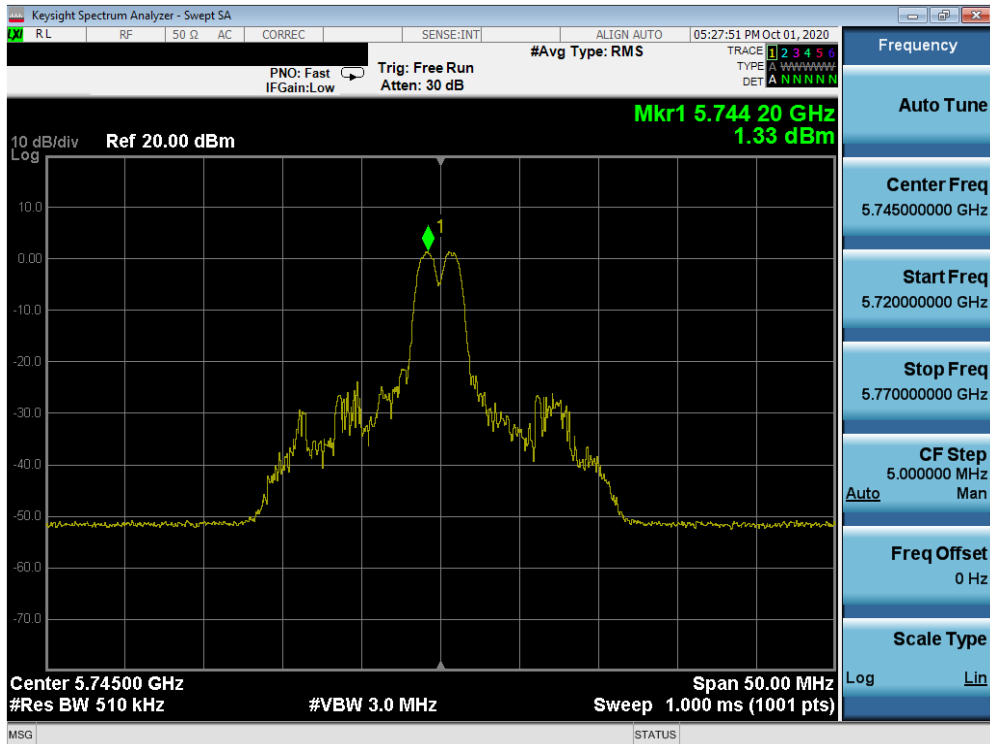 Keysight Spectrum Analyzer - Swept SA
LXI RL RF 50 Ω AC CORREC SENSE:INT ALIGN AUTO 05:27:51 PM Oct 01, 2020
PNO: Fast
IFGain:Low
Trig: Free Run
Atten: 30 dB
#Avg Type: RMS
TRACE 1 2 3 4 5 6
TYPE A WWWWW
DET A N N N N N
Mkr1 5.744 20 GHz
1.33 dBm
10 dB/div Ref 20.00 dBm
Log
10.0
0.00
-10.0
-20.0
-30.0
-40.0
-50.0
-60.0
-70.0
1
Center 5.74500 GHz Span 50.00 MHz
#Res BW 510 kHz #VBW 3.0 MHz Sweep 1.000 ms (1001 pts)
MSG STATUS
Frequency
Auto Tune
Center Freq
5.745000000 GHz
Start Freq
5.720000000 GHz
Stop Freq
5.770000000 GHz
CF Step
5.000000 MHz
Auto Man
Freq Offset
0 Hz
Scale Type
Log Lin